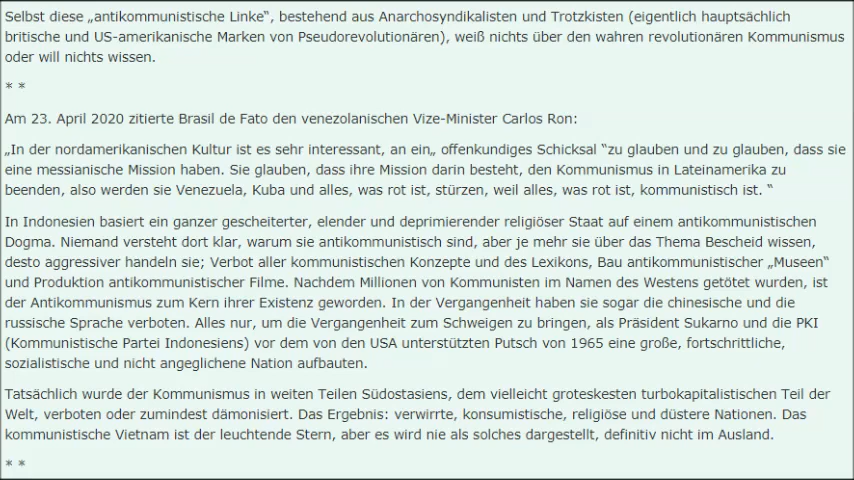 Selbst diese „antikommunistische Linke“, bestehend aus Anarchosyndikalisten und Trotzkisten (eigentlich hauptsächlich
britische und US-amerikanische Marken von Pseudorevolutionären), weiß nichts über den wahren revolutionären Kommunismus
oder will nichts wissen.
* *
Am 23. April 2020 zitierte Brasil de Fato den venezolanischen Vize-Minister Carlos Ron:
„In der nordamerikanischen Kultur ist es sehr interessant, an ein„ offenkundiges Schicksal “zu glauben und zu glauben, dass sie
eine messianische Mission haben. Sie glauben, dass ihre Mission darin besteht, den Kommunismus in Lateinamerika zu
beenden, also werden sie Venezuela, Kuba und alles, was rot ist, stürzen, weil alles, was rot ist, kommunistisch ist. “
In Indonesien basiert ein ganzer gescheiterter, elender und deprimierender religiöser Staat auf einem antikommunistischen
Dogma. Niemand versteht dort klar, warum sie antikommunistisch sind, aber je mehr sie über das Thema Bescheid wissen,
desto aggressiver handeln sie; Verbot aller kommunistischen Konzepte und des Lexikons, Bau antikommunistischer „Museen“
und Produktion antikommunistischer Filme. Nachdem Millionen von Kommunisten im Namen des Westens getötet wurden, ist
der Antikommunismus zum Kern ihrer Existenz geworden. In der Vergangenheit haben sie sogar die chinesische und die
russische Sprache verboten. Alles nur, um die Vergangenheit zum Schweigen zu bringen, als Präsident Sukarno und die PKI
(Kommunistische Partei Indonesiens) vor dem von den USA unterstützten Putsch von 1965 eine große, fortschrittliche,
sozialistische und nicht angeglichene Nation aufbauten.
Tatsächlich wurde der Kommunismus in weiten Teilen Südostasiens, dem vielleicht groteskesten turbokapitalistischen Teil der
Welt, verboten oder zumindest dämonisiert. Das Ergebnis: verwirrte, konsumistische, religiöse und düstere Nationen. Das
kommunistische Vietnam ist der leuchtende Stern, aber es wird nie als solches dargestellt, definitiv nicht im Ausland.
* *